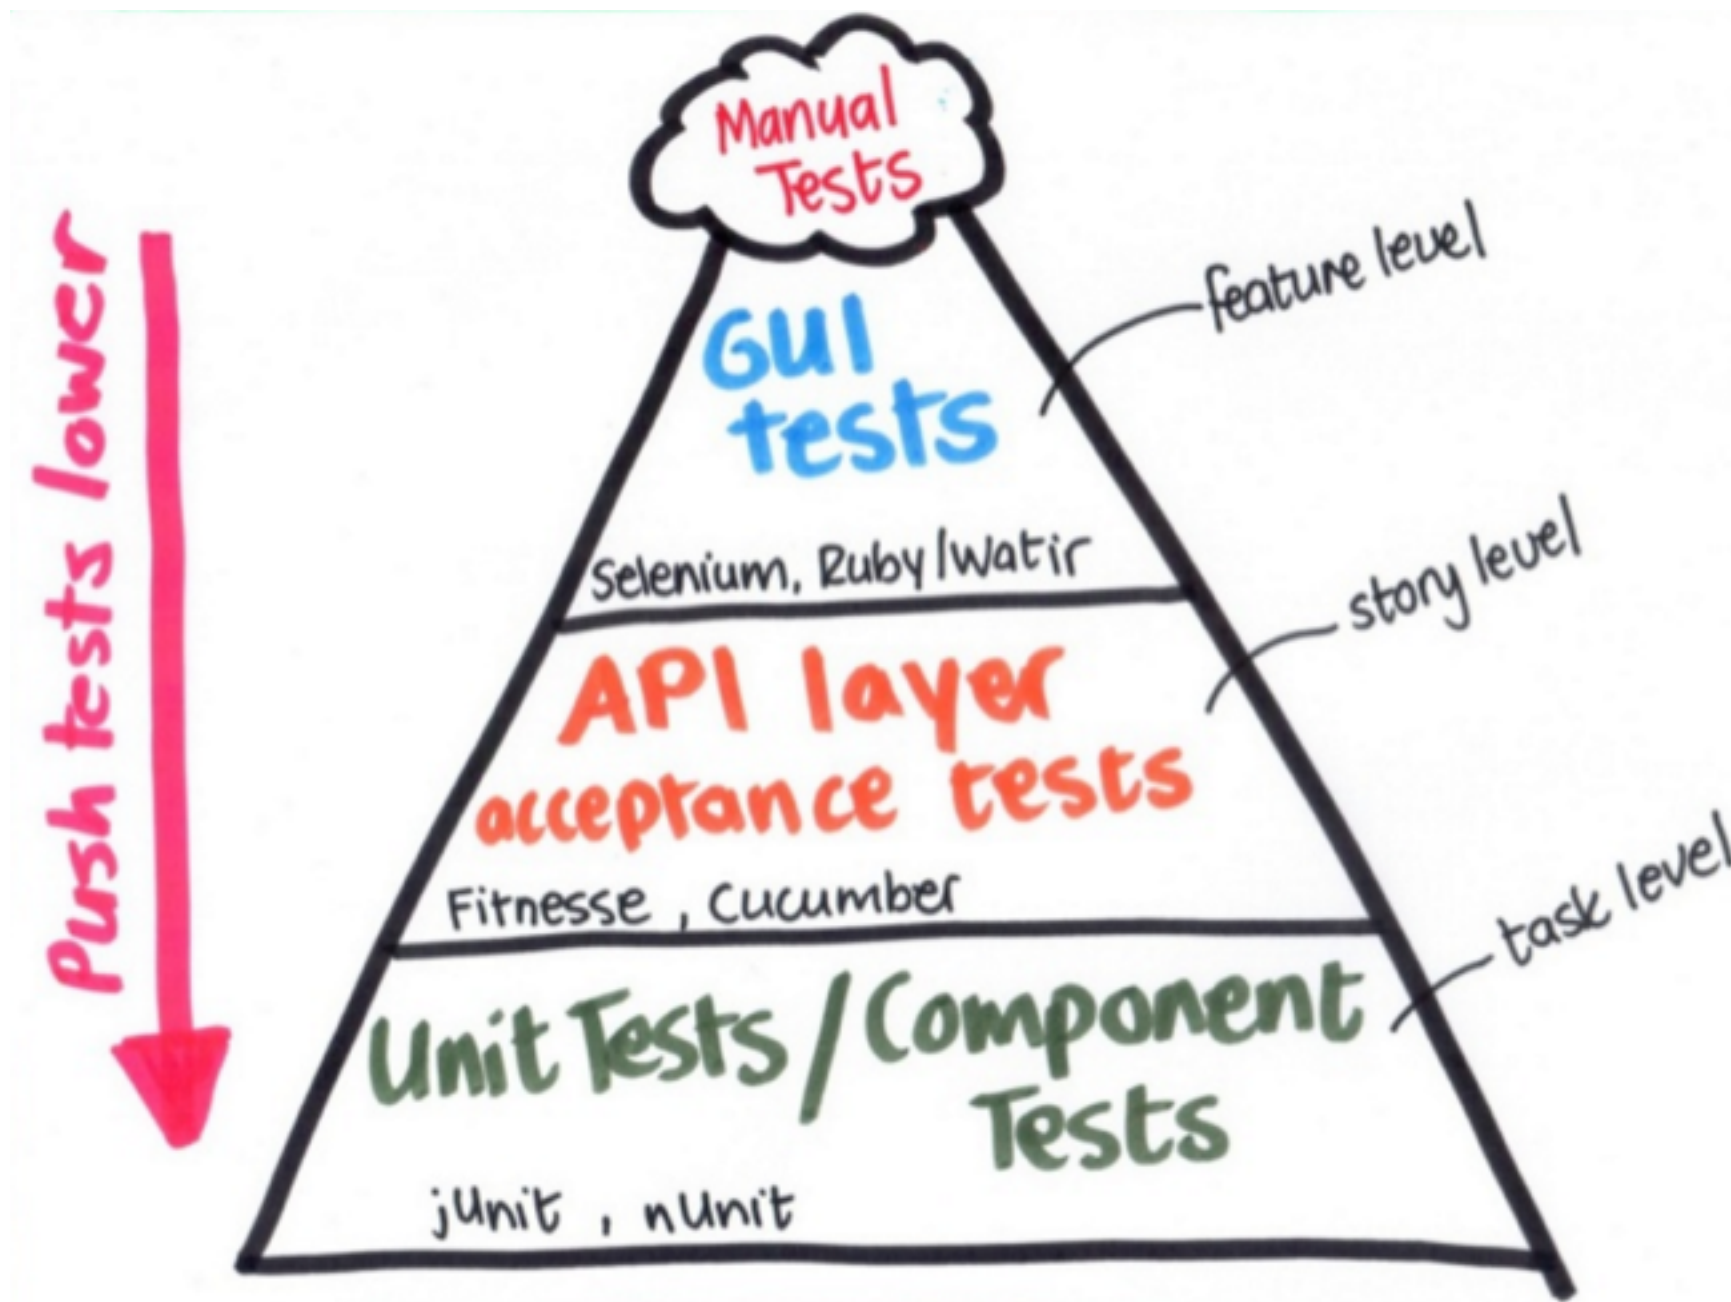 Manual
Tests
Push tests lower
GUI
tests
feature level
Selenium, Ruby/Watir
API layer
acceptance tests
story level
Fitnesse , Cucumber
Unit Tests / Component
Tests
task level
jUnit , nUnit